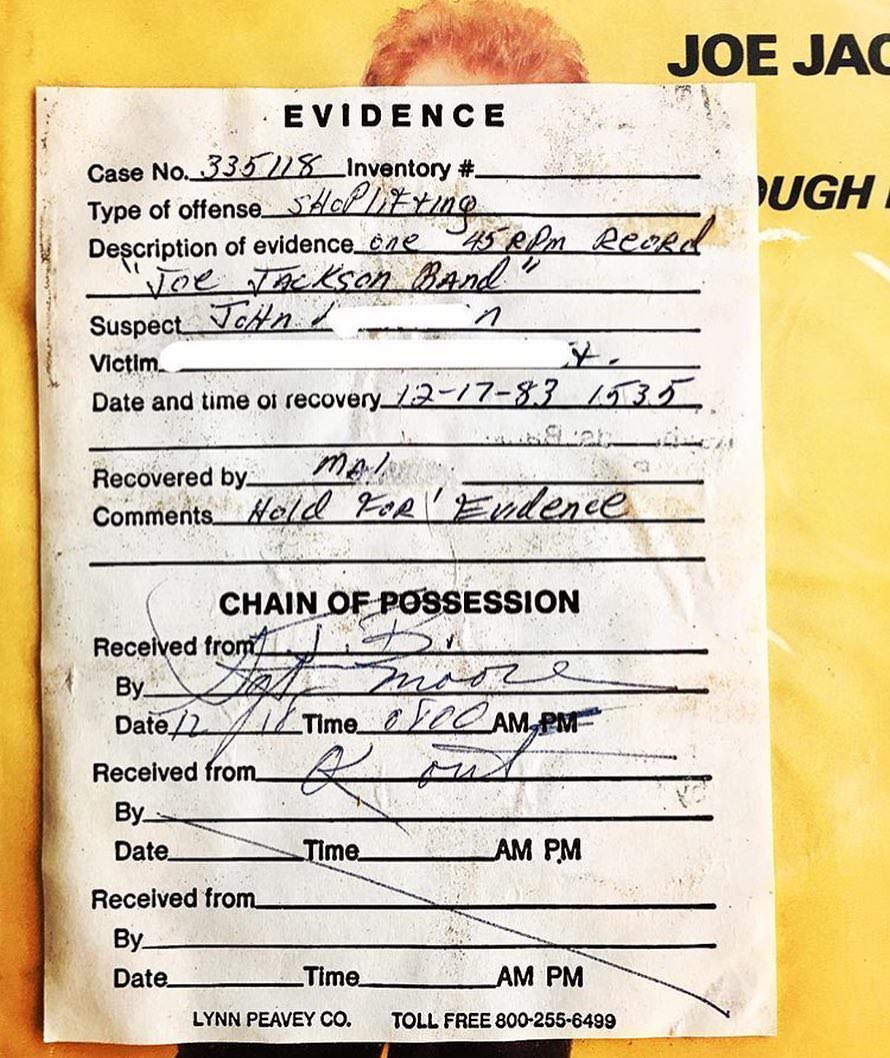 JOE JAC
OUGH
EVIDENCE
Case No. 335118 Inventory #
Type of offense SHoPlifting
Description of evidence one 45 RPM RecoRd
"Joe JAckson BAnd"
Suspect JoHn
Victim
Date and time of recovery 12-17-83 1535
Recovered by
Comments Hold FoR Evidence
CHAIN OF POSSESSION
Received from J.B.
By Sgt. Moore
Date 12/18 Time 0800 AM PM
Received from out
By
Date Time AM PM
Received from
By
Date Time AM PM
LYNN PEAVEY CO. TOLL FREE 800-255-6499